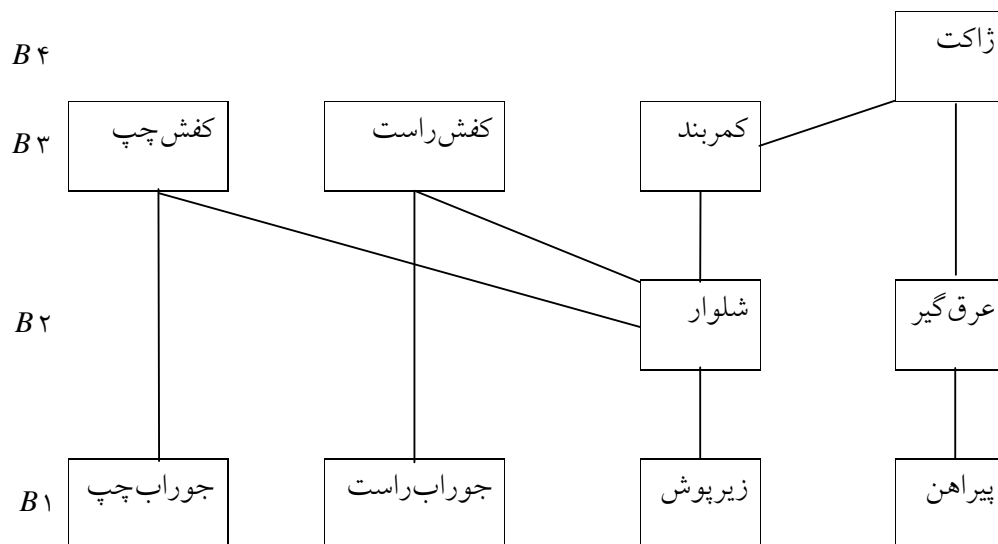 ژاکت
B۴
کمربند کفش‌راست کفش‌چپ B۳
عرق‌گیر شلوار B۲
پیراهن زیرپوش جوراب‌راست جوراب‌چپ B۱